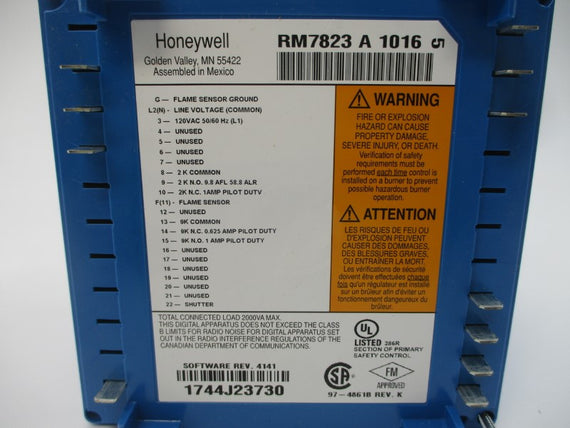 Honeywell
Golden Valley, MN 55422
Assembled in Mexico
RM7823 A 1016 5
G — FLAME SENSOR GROUND
L2(N) - LINE VOLTAGE (COMMON)
3 — 120VAC 50/60 Hz (L1)
4 — UNUSED
5 — UNUSED
6 — UNUSED
7 — UNUSED
8 — 2 K COMMON
9 — 2 K N.O. 9.8 AFL 58.8 ALR
10 — 2K N.C. 1AMP PILOT DUTY
F(11) - FLAME SENSOR
12 — UNUSED
13 — 9K COMMON
14 — 9K N.C. 0.625 AMP PILOT DUTY
15 — 9K N.O. 1 AMP PILOT DUTY
16 — UNUSED
17 — UNUSED
18 — UNUSED
19 — UNUSED
20 — UNUSED
21 — UNUSED
22 — SHUTTER
WARNING
FIRE OR EXPLOSION
HAZARD CAN CAUSE
PROPERTY DAMAGE,
SEVERE INJURY, OR DEATH.
Verification of safety
requirements must be
performed each time control is
installed on a burner to prevent
possible hazardous burner
operation.
ATTENTION
LES RISQUES DE FEU OU
D'EXPLOSION PEUVENT
CAUSER DES DOMMAGES,
DES BLESSURES GRAVES,
OU ENTRAÎNER LA MORT.
Les vérifications de sécurité
doivent être effectuées chaque
fois qu'un régulateur est installé
sur un brûleur afin d'éviter un
fonctionnement dangereux du
brûleur.
TOTAL CONNECTED LOAD 2000VA MAX.
THIS DIGITAL APPARATUS DOES NOT EXCEED THE CLASS
B LIMITS FOR RADIO NOISE FOR DIGITAL APPARATUS SET
OUT IN THE RADIO INTERFERENCE REGULATIONS OF THE
CANADIAN DEPARTMENT OF COMMUNICATIONS.
UL
LISTED 386R
SECTION OF PRIMARY
SAFETY CONTROL
SOFTWARE REV. 4141
1744J23730
SA
FM
APPROVED
97-4861B REV. K